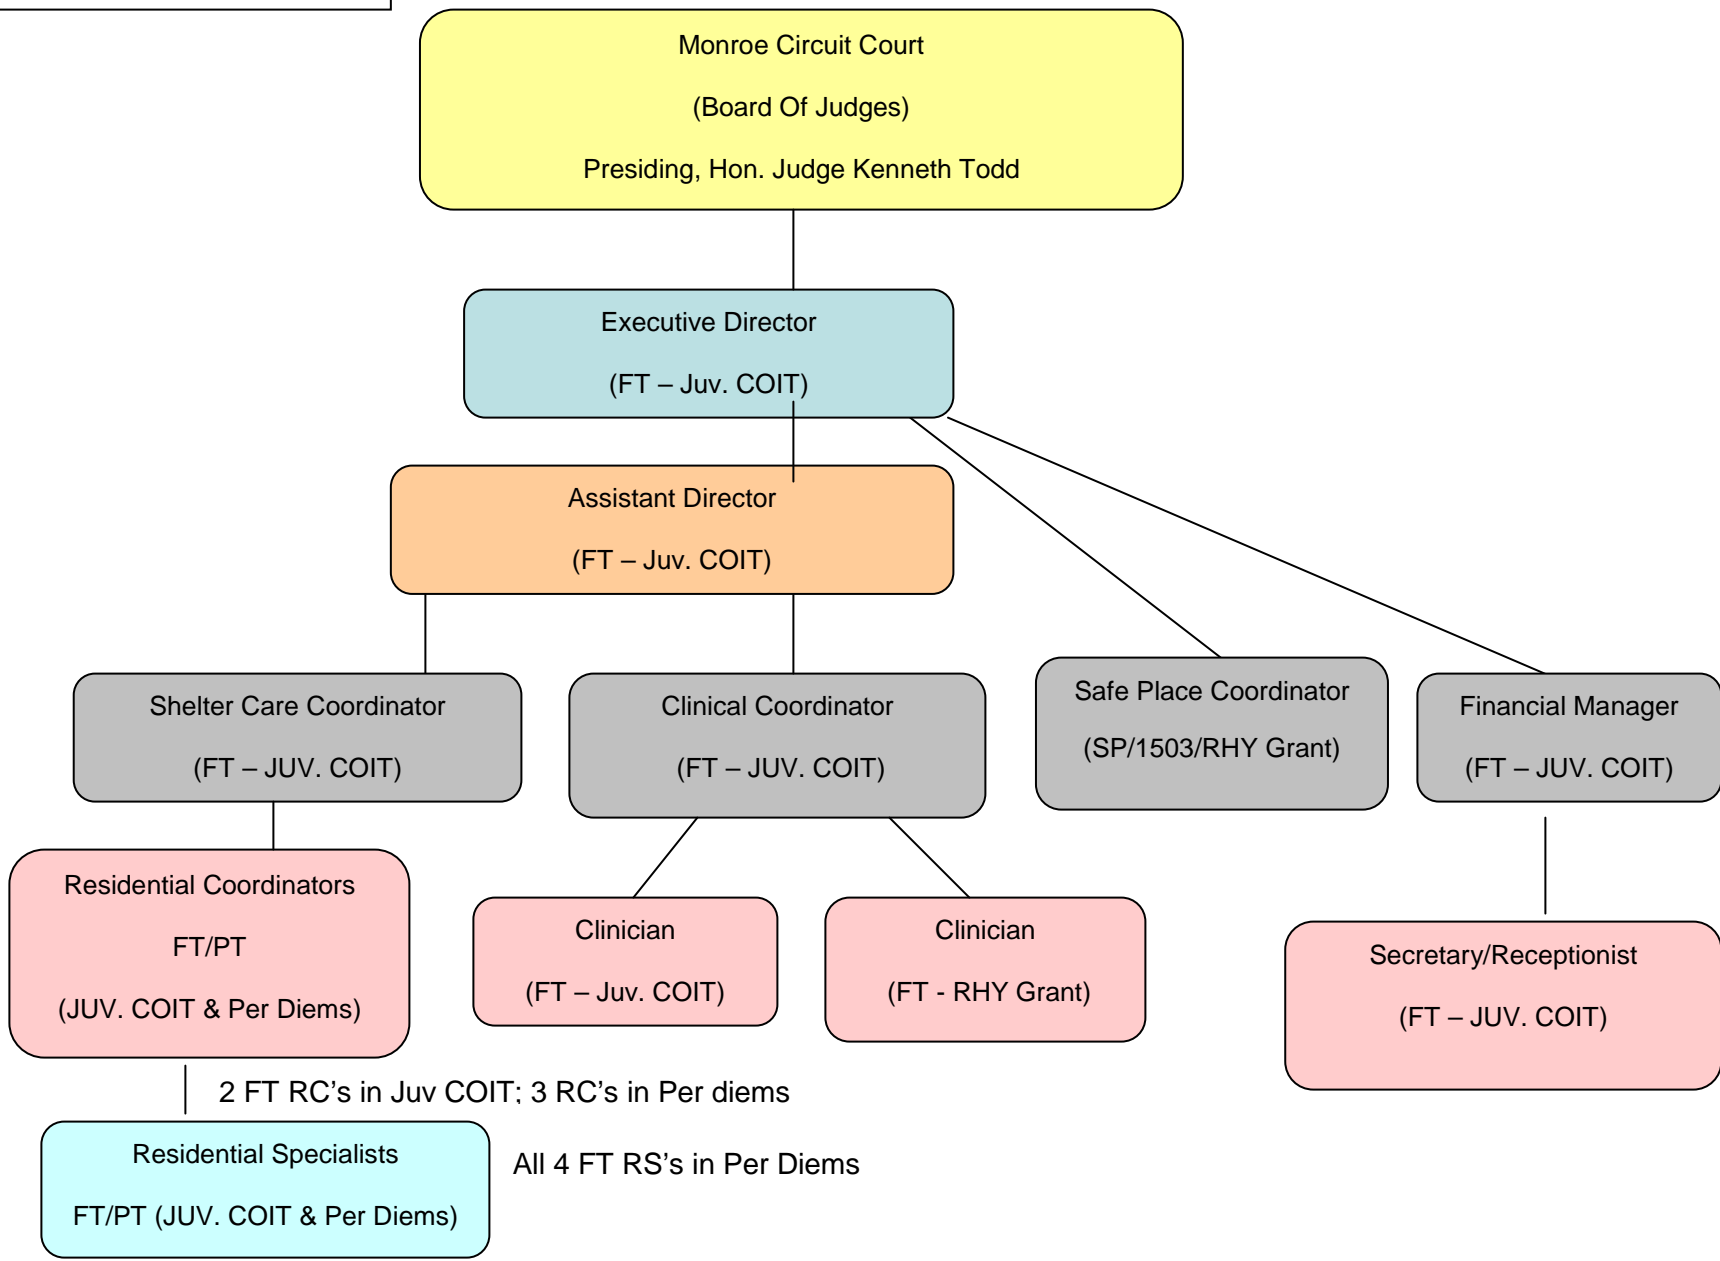 Monroe Circuit Court
(Board Of Judges)
Presiding, Hon. Judge Kenneth Todd
Executive Director
(FT – Juv. COIT)
Assistant Director
(FT – Juv. COIT)
Shelter Care Coordinator
(FT – JUV. COIT)
Clinical Coordinator
(FT – JUV. COIT)
Safe Place Coordinator
(SP/1503/RHY Grant)
Financial Manager
(FT – JUV. COIT)
Residential Coordinators
FT/PT
(JUV. COIT & Per Diems)
Clinician
(FT – Juv. COIT)
Clinician
(FT - RHY Grant)
Secretary/Receptionist
(FT – JUV. COIT)
2 FT RC’s in Juv COIT; 3 RC’s in Per diems
Residential Specialists
FT/PT (JUV. COIT & Per Diems)
All 4 FT RS’s in Per Diems